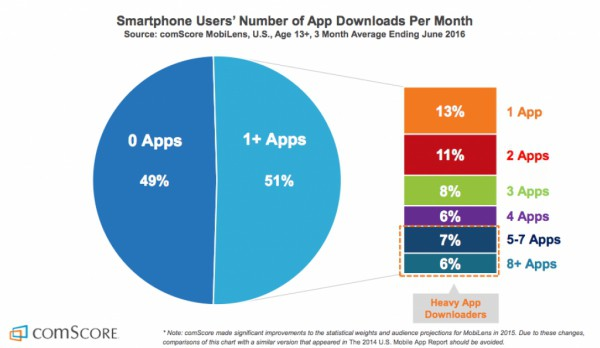 Smartphone Users' Number of App Downloads Per Month
Source: comScore MobiLens, U.S., Age 13+, 3 Month Average Ending June 2016
0 Apps
49%
1+ Apps
51%
13% 1 App
11% 2 Apps
8% 3 Apps
6% 4 Apps
7% 5-7 Apps
6% 8+ Apps
Heavy App
Downloaders
comScore
* Note: comScore made significant improvements to the statistical weights and audience projections for MobiLens in 2015. Due to these changes,
comparisons of this chart with a similar version that appeared in The 2014 U.S. Mobile App Report should be avoided.